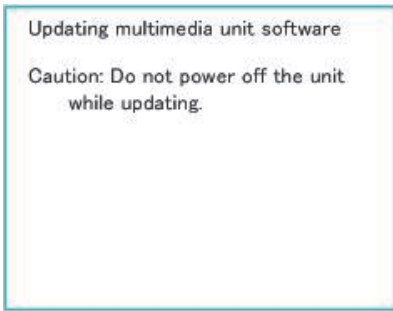 Updating multimedia unit software
Caution: Do not power off the unit
while updating.